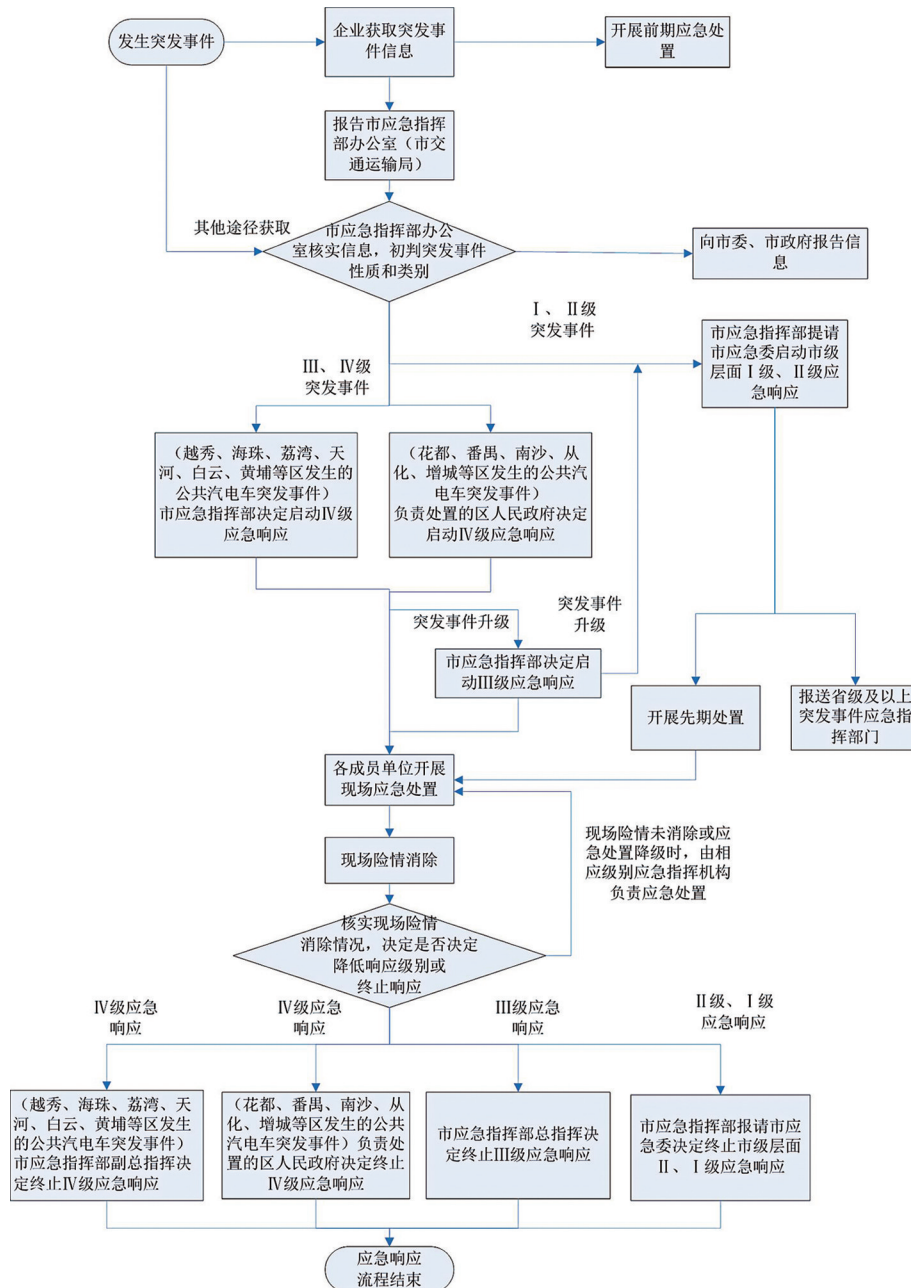 发生突发事件
企业获取突发事
件信息
开展前期应急处
置
报告市应急指挥
部办公室（市交
通运输局）
其他途径获取
市应急指挥部办公
室核实信息，初判突发事件
性质和类别
向市委、市政府报告信
息
Ⅰ、Ⅱ级
突发事件
市应急指挥部提请
市应急委启动市级
层面Ⅰ级、Ⅱ级应
急响应
Ⅲ、Ⅳ级
突发事件
（越秀、海珠、荔湾、天
河、白云、黄埔等区发生的
公共汽电车突发事件）
市应急指挥部决定启动Ⅳ级
应急响应
（花都、番禺、南沙、从
化、增城等区发生的公共汽
电车突发事件）
负责处置的区人民政府决定
启动Ⅳ级应急响应
突发事件升级
突发事件
升级
市应急指挥部决定启
动Ⅲ级应急响应
开展先期处置
报送省级及以上
突发事件应急指
挥部门
各成员单位开展
现场应急处置
现场险情消除
现场险情未消除或应
急处置降级时，由相
应级别应急指挥机构
负责应急处置
核实现场险情
消除情况，决定是否决定
降低响应级别或
终止响应
Ⅳ级应急
响应
Ⅳ级应急
响应
Ⅲ级应急
响应
Ⅱ级、Ⅰ级
应急响应
（越秀、海珠、荔湾、天
河、白云、黄埔等区发生
的公共汽电车突发事件）
市应急指挥部副总指挥决
定终止Ⅳ级应急响应
（花都、番禺、南沙、从
化、增城等区发生的公共
汽电车突发事件）负责处
置的区人民政府决定终止
Ⅳ级应急响应
市应急指挥部总指挥决
定终止Ⅲ级应急响应
市应急指挥部报请市应
急委决定终止市级层面
Ⅱ、Ⅰ级应急响应
应急响应
流程结束